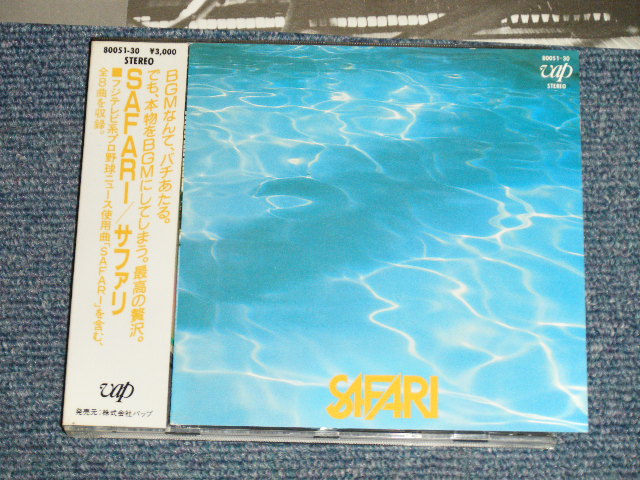 80051-30 ¥3,000
STEREO
BGMなんて、バチあたる。
でも、本物をBGMにしてしまう。最高の贅沢。
SAFARI／サファリ
■フジテレビ系プロ野球ニュース使用曲「SAFARI」を含む、
全8曲を収録。
vap
発売元:株式会社バップ
80051-30
vap
STEREO
SAFARI